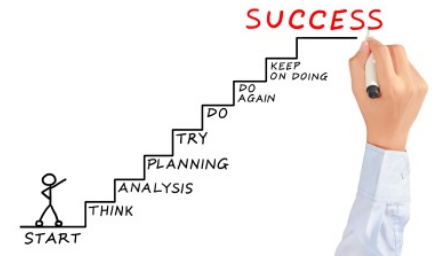 SUCCESS
KEEP
ON DOING
DO
AGAIN
DO
TRY
PLANNING
ANALYSIS
THINK
START